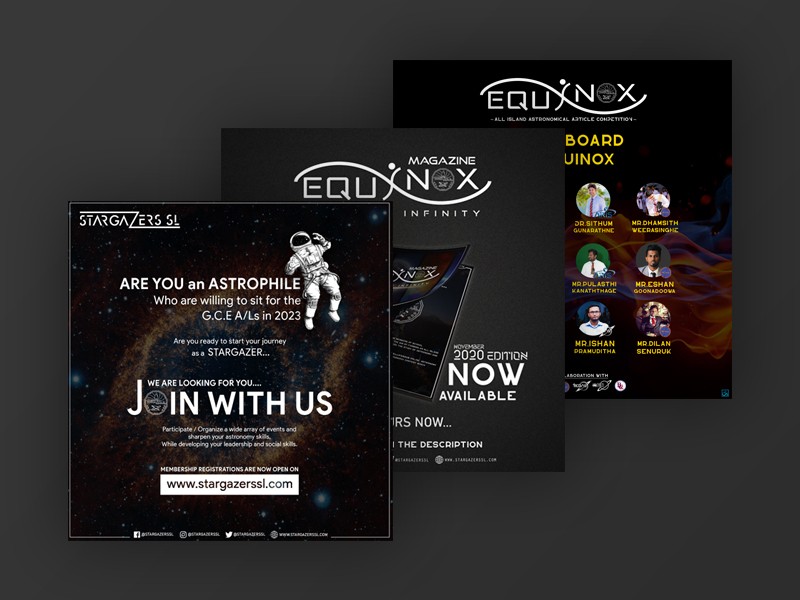 STARGAZERS SL
ARE YOU an ASTROPHILE
Who are willing to sit for the
G.C.E A/Ls in 2023
Are you ready to start your journey
as a STARGAZER...
WE ARE LOOKING FOR YOU....
JOIN WITH US
Participate / Organize a wide array of events and
sharpen your astronomy skills,
While developing your leadership and social skills.
MEMBERSHIP REGISTRATIONS ARE NOW OPEN ON
www.stargazerssl.com
@STARGAZERSSL @STARGAZERSSL @STARGAZERSSL WWW.STARGAZERSSL.COM
MAGAZINE
EQUINOX
INFINITY
MAGAZINE
NOVEMBER
2020 EDITION
NOW
AVAILABLE
RS NOW...
THE DESCRIPTION
WWW.STARGAZERSSL.COM
EQUINOX
- ALL ISLAND ASTRONOMICAL ARTICLE COMPETITION -
BOARD
UINOX
DR.SITHUM
GUNARATHNE
MR.DHAMSITH
WEERASINGHE
MR.PULASTHI
KANATHTHAGE
MR.ESHAN
GOONADOOWA
MR.ISHAN
PRAMUDITHA
MR.DILAN
SENURUK
LABORATION WITH